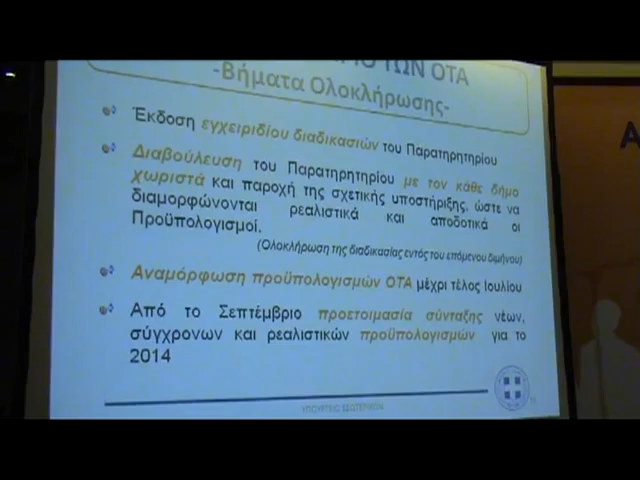 ΤΩΝ ΟΤΑ
-Βήματα Ολοκλήρωσης-
Έκδοση εγχειριδίου διαδικασιών του Παρατηρητηρίου
Διαβούλευση του Παρατηρητηρίου με τον κάθε δήμο
χωριστά και παροχή της σχετικής υποστήριξης, ώστε να
διαμορφώνονται ρεαλιστικά και αποδοτικά οι
Προϋπολογισμοί.
(Ολοκλήρωση της διαδικασίας εντός του επόμενου διμήνου)
Αναμόρφωση προϋπολογισμών ΟΤΑ μέχρι τέλος Ιουλίου
Από το Σεπτέμβριο προετοιμασία σύνταξης νέων,
σύγχρονων και ρεαλιστικών προϋπολογισμών για το
2014
ΥΠΟΥΡΓΕΙΟ ΕΣΩΤΕΡΙΚΩΝ
Α